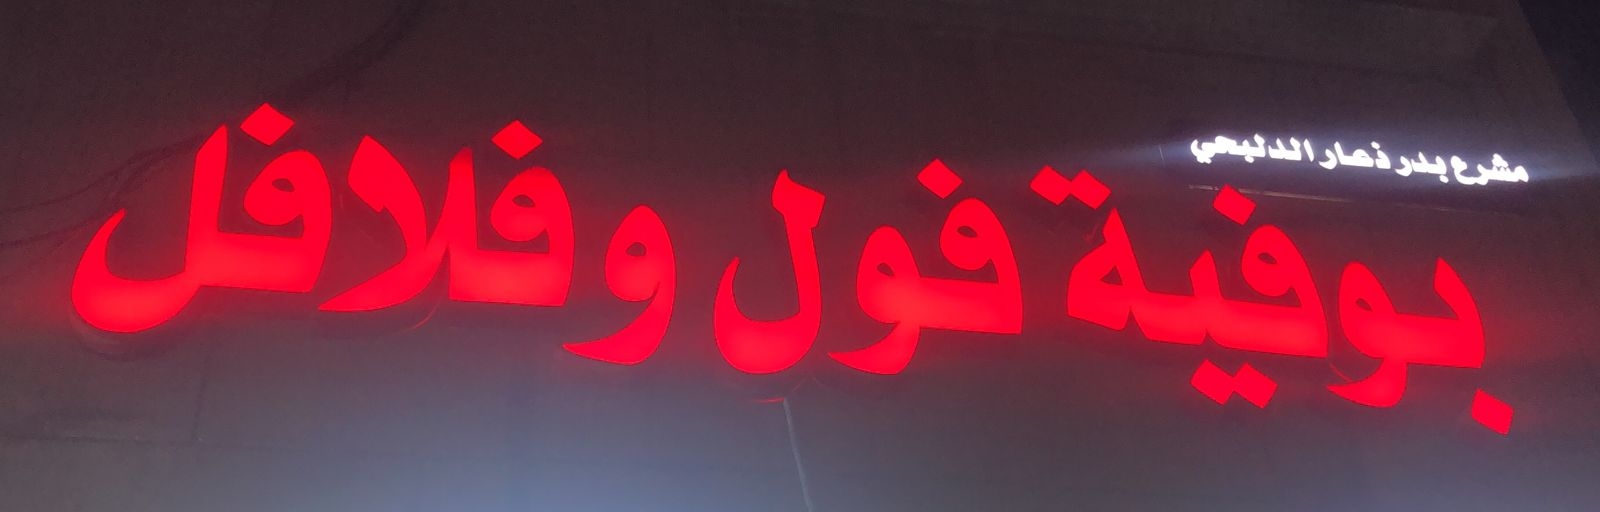 مشرع بدر ذعار الدلبحي
بوفية فول وفلافل